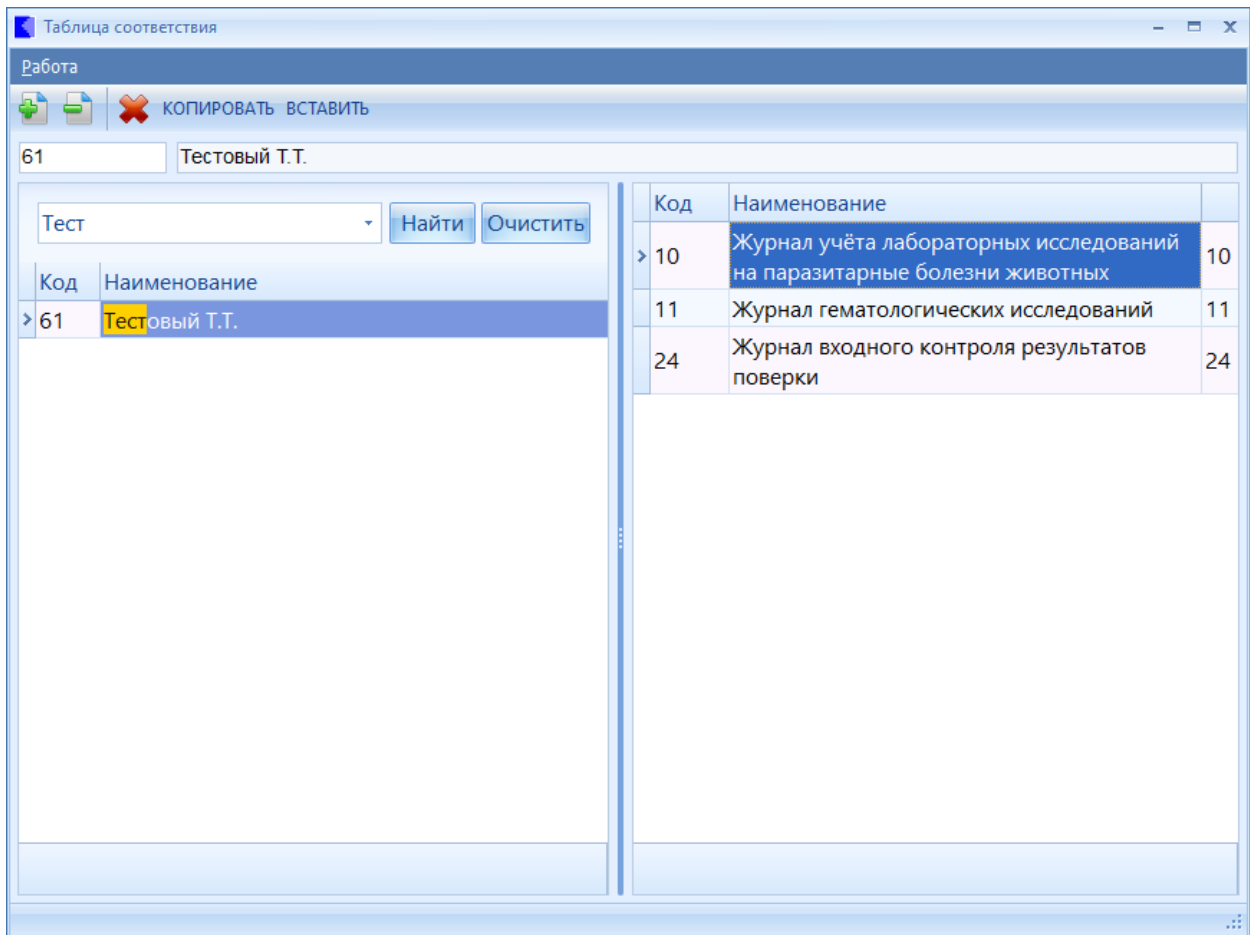 Таблица соответствия
Работа
КОПИРОВАТЬ ВСТАВИТЬ
61 Тестовый Т.Т.
Тест Найти Очистить
Код Наименование
61 Тестовый Т.Т.
Код Наименование
10 Журнал учёта лабораторных исследований 10
на паразитарные болезни животных
11 Журнал гематологических исследований 11
24 Журнал входного контроля результатов 24
поверки